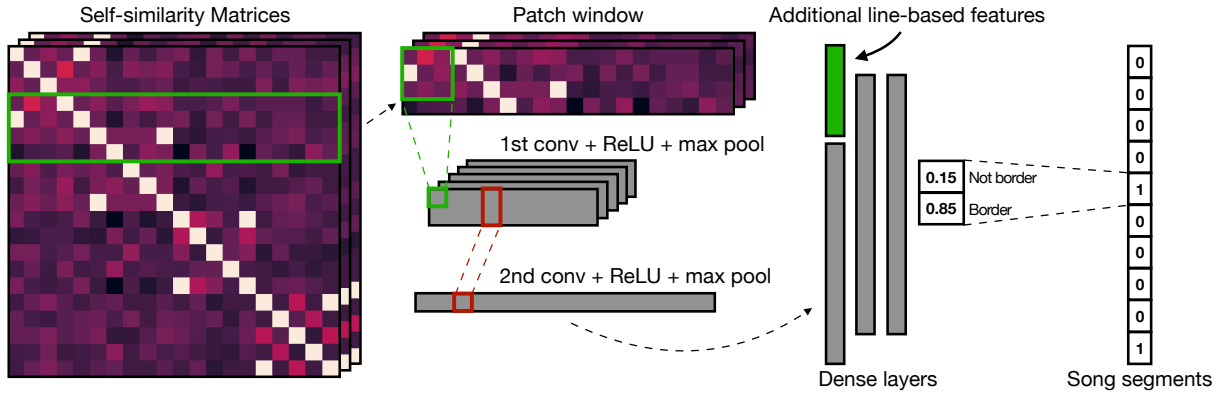 Self-similarity Matrices
Patch window
Additional line-based features
1st conv + ReLU + max pool
2nd conv + ReLU + max pool
0.15 Not border
0.85 Border
Dense layers
0
0
0
0
1
0
0
0
0
1
Song segments